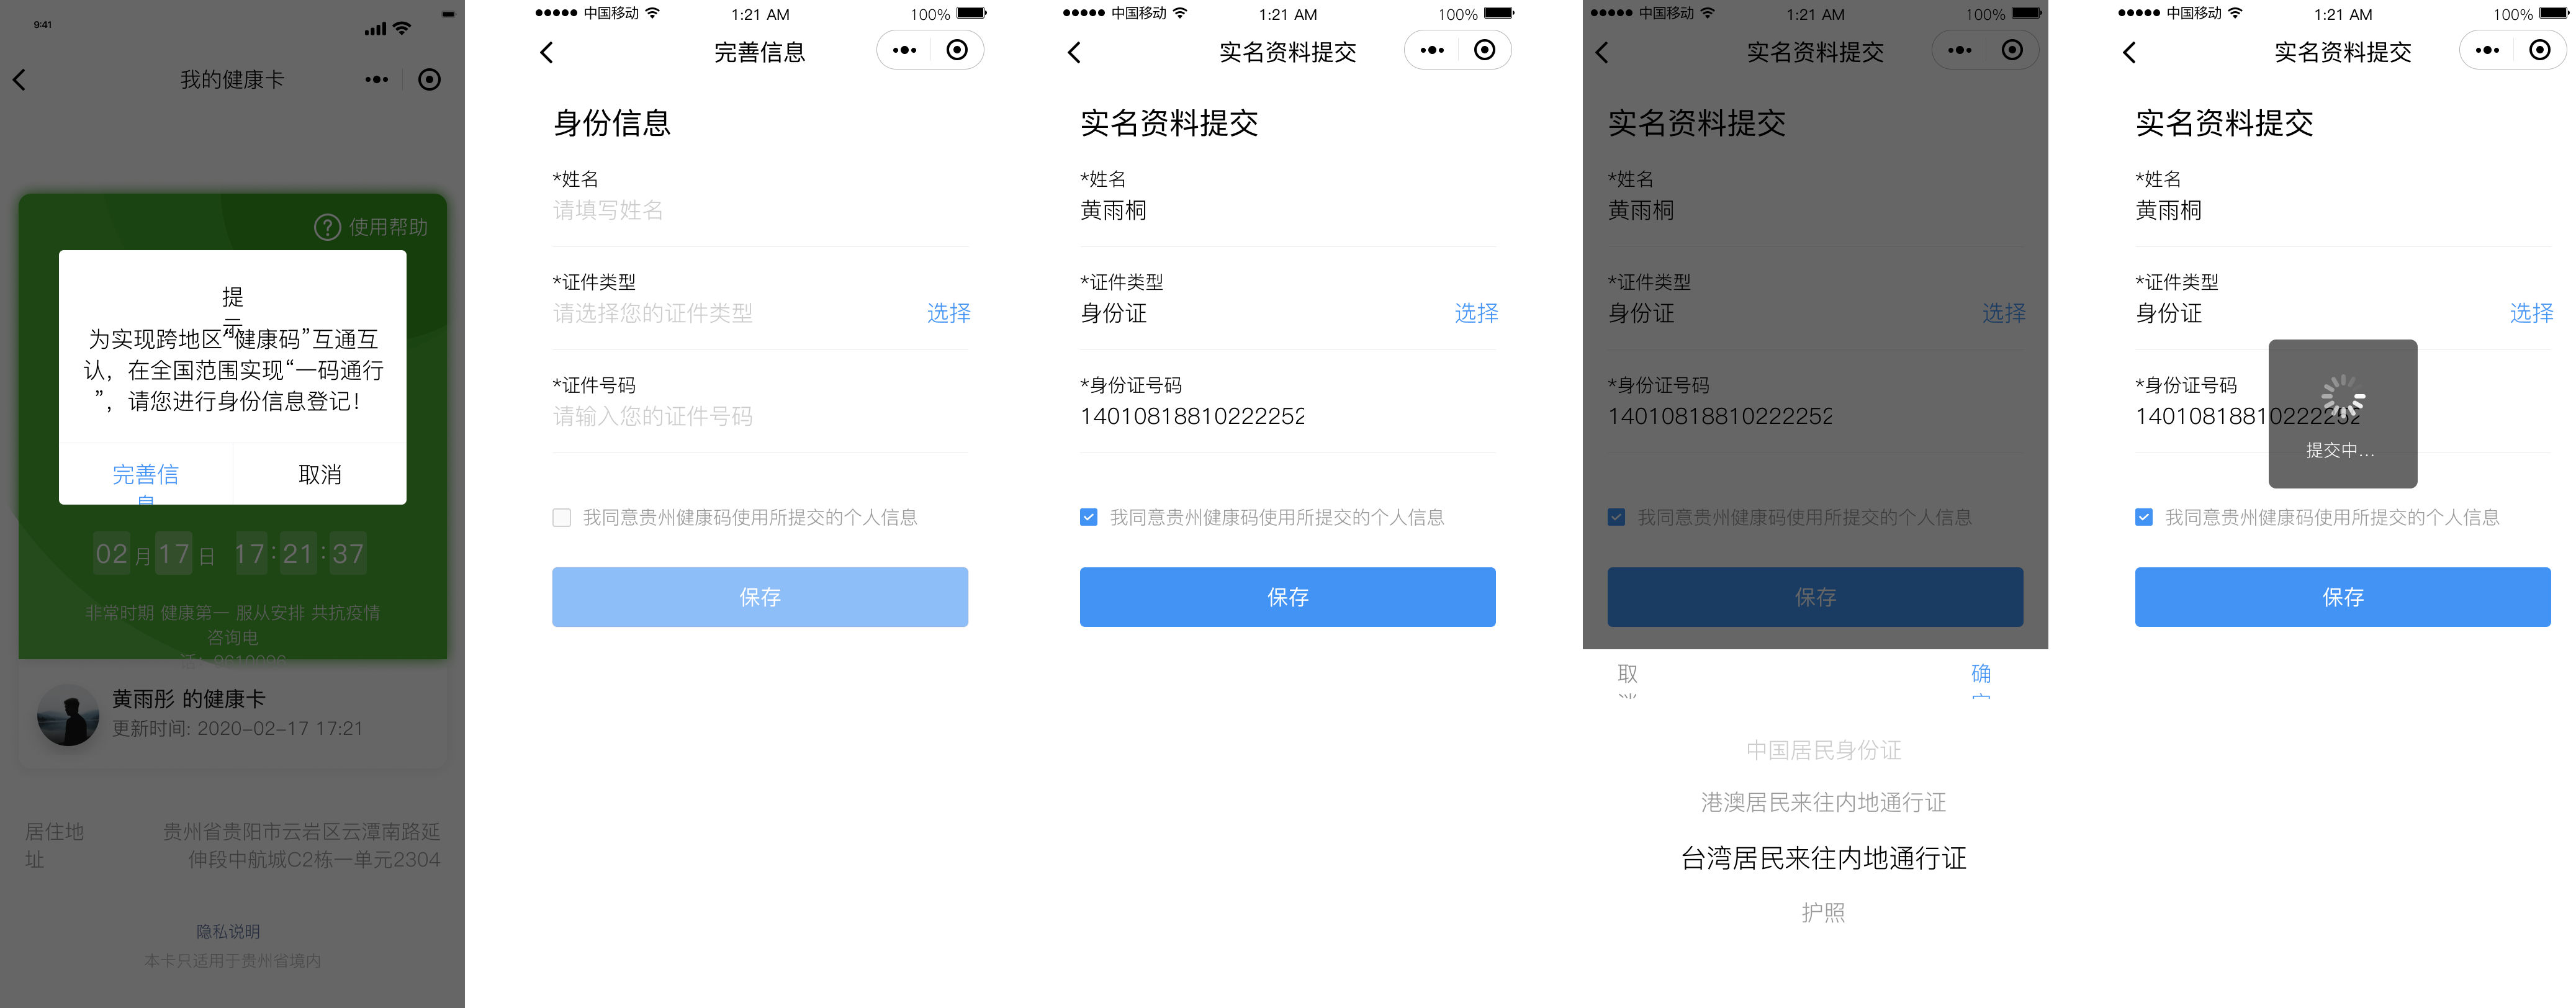 9:41
我的健康卡
使用帮助
提
示
为实现跨地区“健康码”互通互
认，在全国范围实现“一码通行
”，请您进行身份信息登记！
完善信
息
取消
02月17日 17:21:37
非常时期 健康第一 服从安排 共抗疫情
咨询电
黄雨彤 的健康卡
更新时间: 2020-02-17 17:21
居住地
址
贵州省贵阳市云岩区云潭南路延
伸段中航城C2栋一单元2304
隐私说明
本卡只适用于贵州省境内
中国移动 1:21 AM 100%
完善信息
身份信息
*姓名
请填写姓名
*证件类型
请选择您的证件类型 选择
*证件号码
请输入您的证件号码
我同意贵州健康码使用所提交的个人信息
保存
中国移动 1:21 AM 100%
实名资料提交
实名资料提交
*姓名
黄雨桐
*证件类型
身份证 选择
*身份证号码
14010818810222252
我同意贵州健康码使用所提交的个人信息
保存
中国移动 1:21 AM 100%
实名资料提交
实名资料提交
*姓名
黄雨桐
*证件类型
身份证 选择
*身份证号码
14010818810222252
我同意贵州健康码使用所提交的个人信息
保存
取
确
中国居民身份证
港澳居民来往内地通行证
台湾居民来往内地通行证
护照
中国移动 1:21 AM 100%
实名资料提交
实名资料提交
*姓名
黄雨桐
*证件类型
身份证 选择
*身份证号码
14010818810222252
提交中...
我同意贵州健康码使用所提交的个人信息
保存